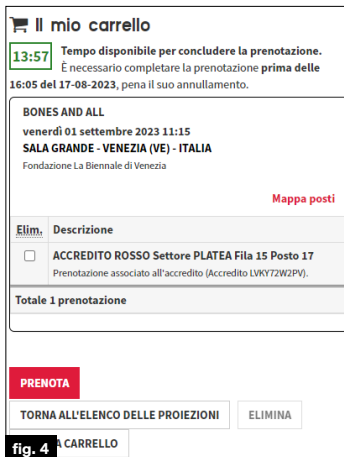 Il mio carrello
13:57
Tempo disponibile per concludere la prenotazione.
È necessario completare la prenotazione prima delle
16:05 del 17-08-2023, pena il suo annullamento.
BONES AND ALL
venerdì 01 settembre 2023 11:15
SALA GRANDE - VENEZIA (VE) - ITALIA
Fondazione La Biennale di Venezia
Mappa posti
Elim. Descrizione
ACCREDITO ROSSO Settore PLATEA Fila 15 Posto 17
Prenotazione associato all'accredito (Accredito LVKY72W2PV).
Totale 1 prenotazione
PRENOTA
TORNA ALL'ELENCO DELLE PROIEZIONI ELIMINA
CARRELLO
fig. 4